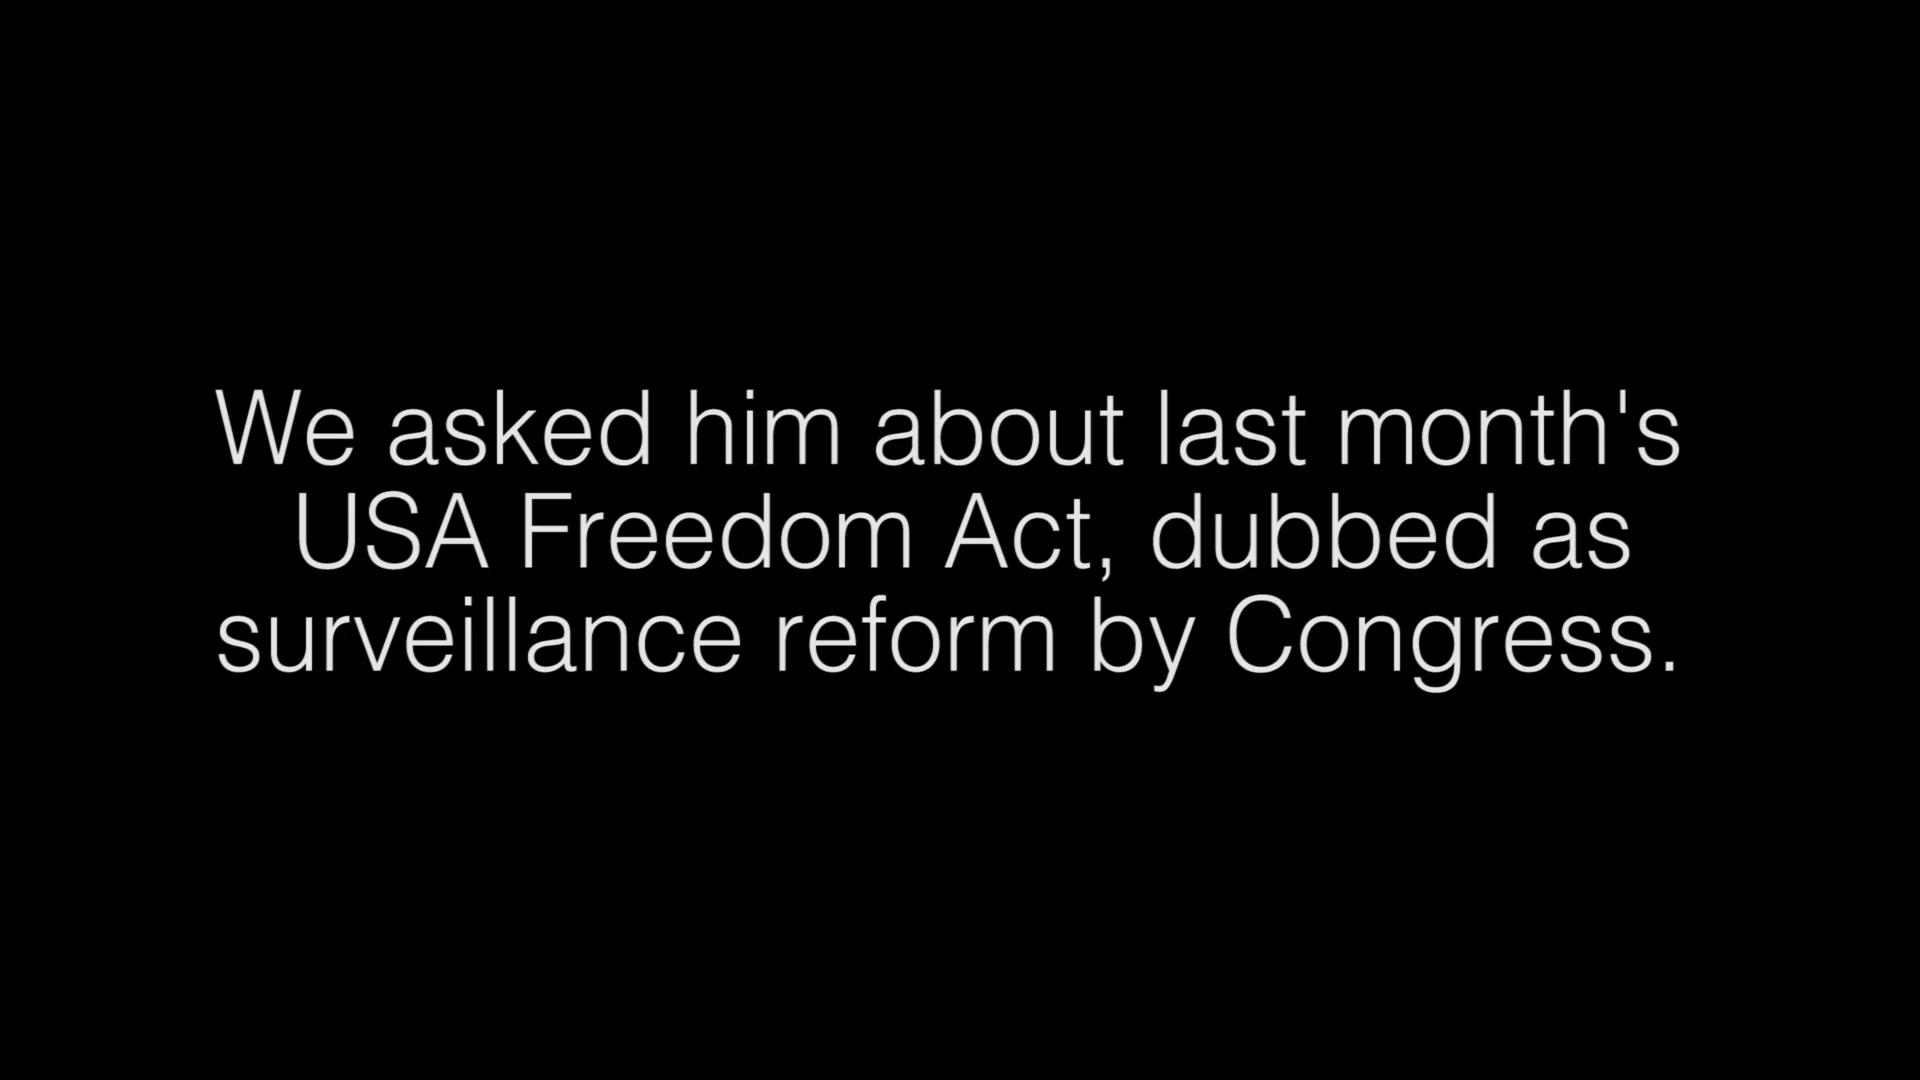 We asked him about last month's
USA Freedom Act, dubbed as
surveillance reform by Congress.